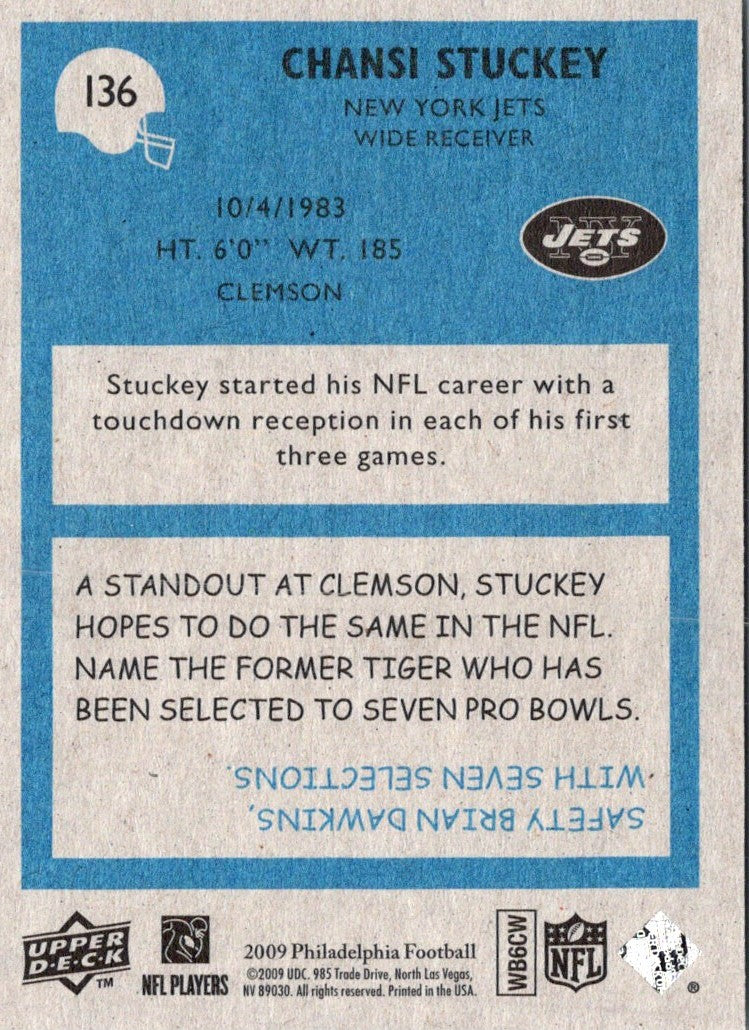 136
CHANSI STUCKEY
NEW YORK JETS
WIDE RECEIVER
10/4/1983
HT. 6'0" WT. 185
CLEMSON
NY
JETS
Stuckey started his NFL career with a
touchdown reception in each of his first
three games.
A STANDOUT AT CLEMSON, STUCKEY
HOPES TO DO THE SAME IN THE NFL.
NAME THE FORMER TIGER WHO HAS
BEEN SELECTED TO SEVEN PRO BOWLS.
SAFETY BRIAN DAWKINS,
WITH SEVEN SELECTIONS.
UPPER
D•E•C•K
TM
NFL PLAYERS
2009 Philadelphia Football
©2009 UDC. 985 Trade Drive, North Las Vegas,
NV 89030. All rights reserved. Printed in the USA.
WB6CW
NFL
®